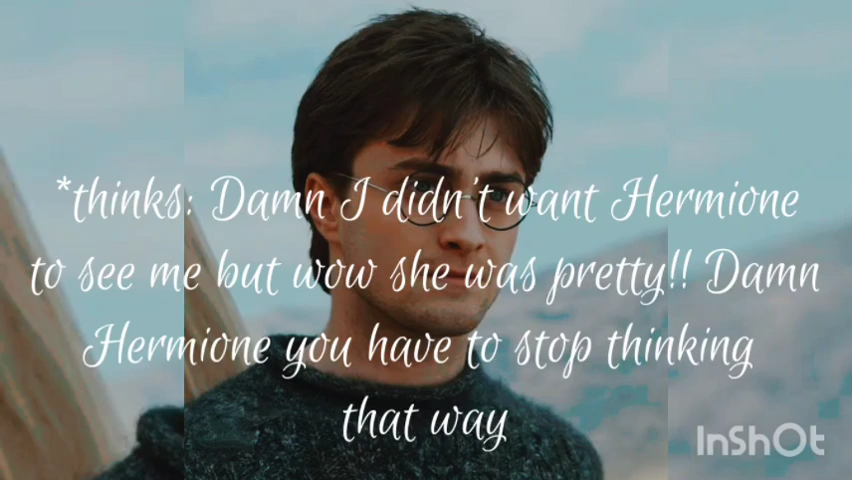 *thinks: Damn I didn't want Hermione
to see me but wow she was pretty!! Damn
Hermione you have to stop thinking
that way
InShOt